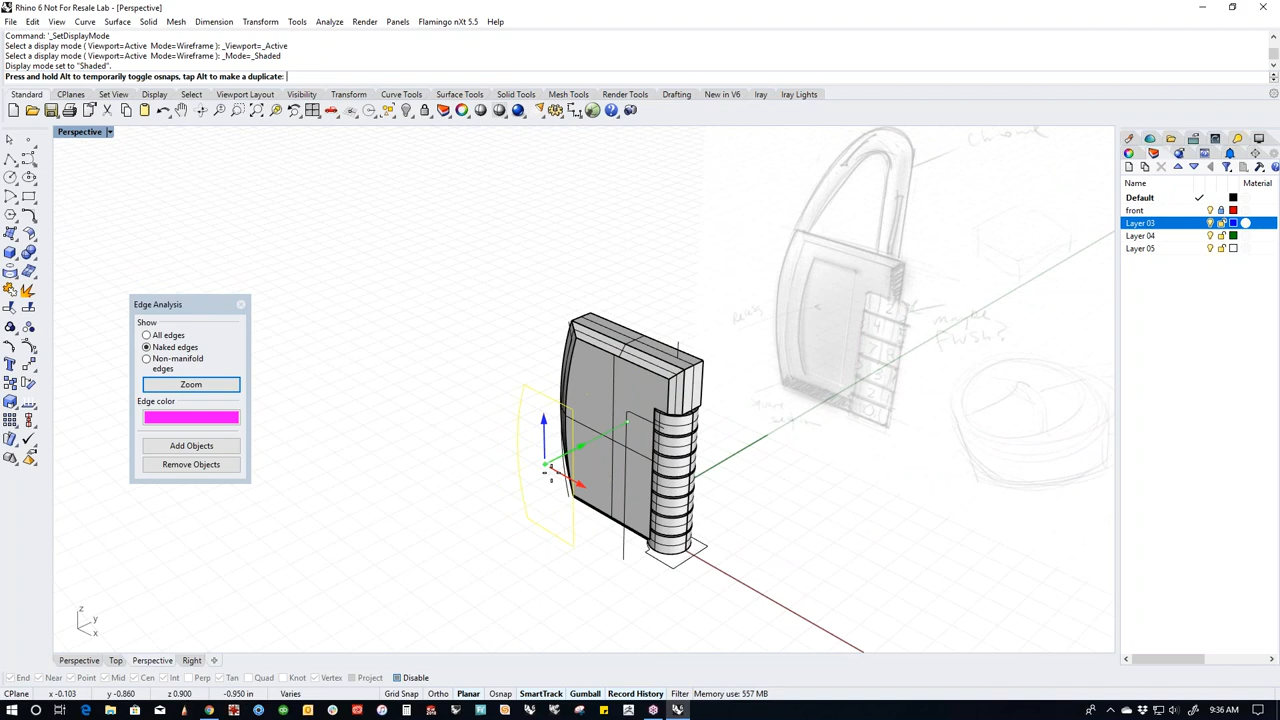 Rhino 6 Not For Resale Lab - [Perspective]
File Edit View Curve Surface Solid Mesh Dimension Transform Tools Analyze Render Panels Flamingo nXt 5.5 Help
Command: '_SetDisplayMode
Select a display mode ( Viewport=Active Mode=Wireframe ): _Viewport=_Active
Select a display mode ( Viewport=Active Mode=Wireframe ): _Mode=_Shaded
Display mode set to "Shaded".
Press and hold Alt to temporarily toggle osnaps, tap Alt to make a duplicate:
Standard CPlanes Set View Display Select Viewport Layout Visibility Transform Curve Tools Surface Tools Solid Tools Mesh Tools Render Tools Drafting New in V6 Iray Iray Lights
Perspective
Chrome
Name Material
Default
front
Layer 03
Layer 04
Layer 05
Edge Analysis
Show
All edges
Naked edges
Non-manifold
edges
Zoom
Edge color
Add Objects
Remove Objects
maybe
z
y
x
Perspective Top Perspective Right
End Near Point Mid Cen Int Perp Tan Quad Knot Vertex Project Disable
CPlane x -0.103 y -0.860 z 0.900 -0.950 in Varies Grid Snap Ortho Planar Osnap SmartTrack Gumball Record History Filter Memory use: 557 MB
9:36 AM